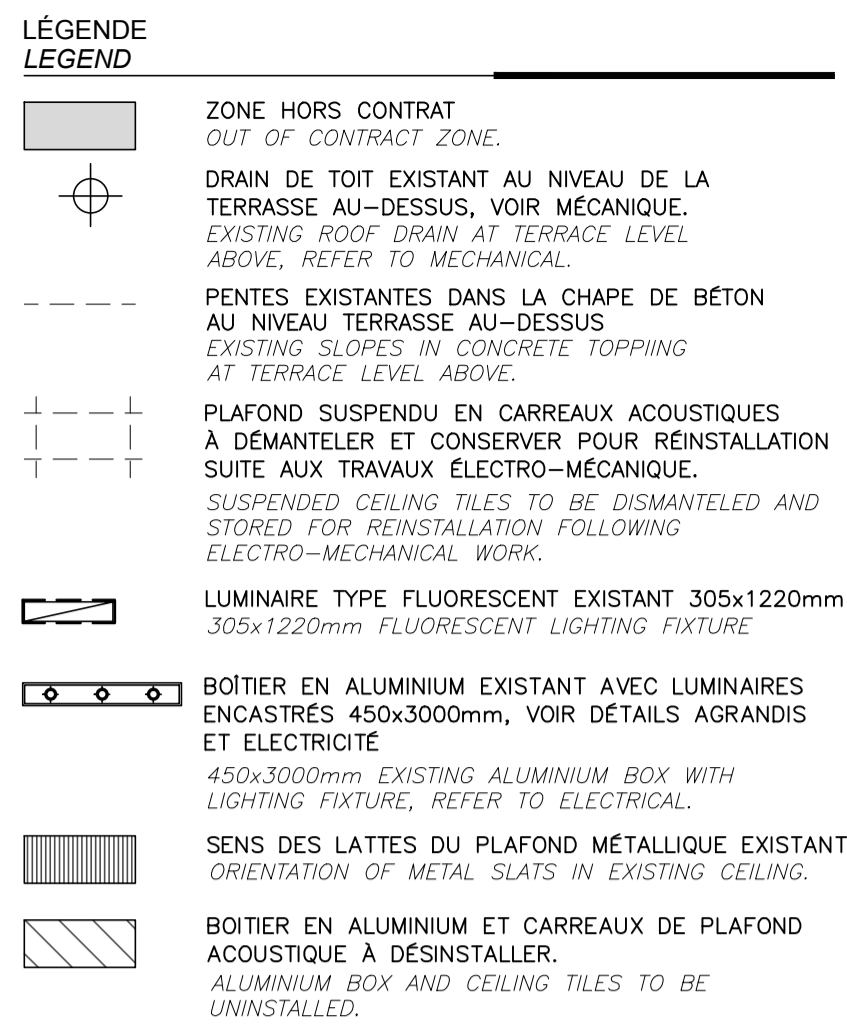 LÉGENDE
LEGEND
ZONE HORS CONTRAT
OUT OF CONTRACT ZONE.
DRAIN DE TOIT EXISTANT AU NIVEAU DE LA
TERRASSE AU-DESSUS, VOIR MÉCANIQUE.
EXISTING ROOF DRAIN AT TERRACE LEVEL
ABOVE, REFER TO MECHANICAL.
PENTES EXISTANTES DANS LA CHAPE DE BÉTON
AU NIVEAU TERRASSE AU-DESSUS
EXISTING SLOPES IN CONCRETE TOPPIING
AT TERRACE LEVEL ABOVE.
PLAFOND SUSPENDU EN CARREAUX ACOUSTIQUES
À DÉMANTELER ET CONSERVER POUR RÉINSTALLATION
SUITE AUX TRAVAUX ÉLECTRO-MÉCANIQUE.
SUSPENDED CEILING TILES TO BE DISMANTELED AND
STORED FOR REINSTALLATION FOLLOWING
ELECTRO-MECHANICAL WORK.
LUMINAIRE TYPE FLUORESCENT EXISTANT 305x1220mm
305x1220mm FLUORESCENT LIGHTING FIXTURE
BOÎTIER EN ALUMINIUM EXISTANT AVEC LUMINAIRES
ENCASTRÉS 450x3000mm, VOIR DÉTAILS AGRANDIS
ET ELECTRICITÉ
450x3000mm EXISTING ALUMINIUM BOX WITH
LIGHTING FIXTURE, REFER TO ELECTRICAL.
SENS DES LATTES DU PLAFOND MÉTALLIQUE EXISTANT
ORIENTATION OF METAL SLATS IN EXISTING CEILING.
BOITIER EN ALUMINIUM ET CARREAUX DE PLAFOND
ACOUSTIQUE À DÉSINSTALLER.
ALUMINIUM BOX AND CEILING TILES TO BE
UNINSTALLED.